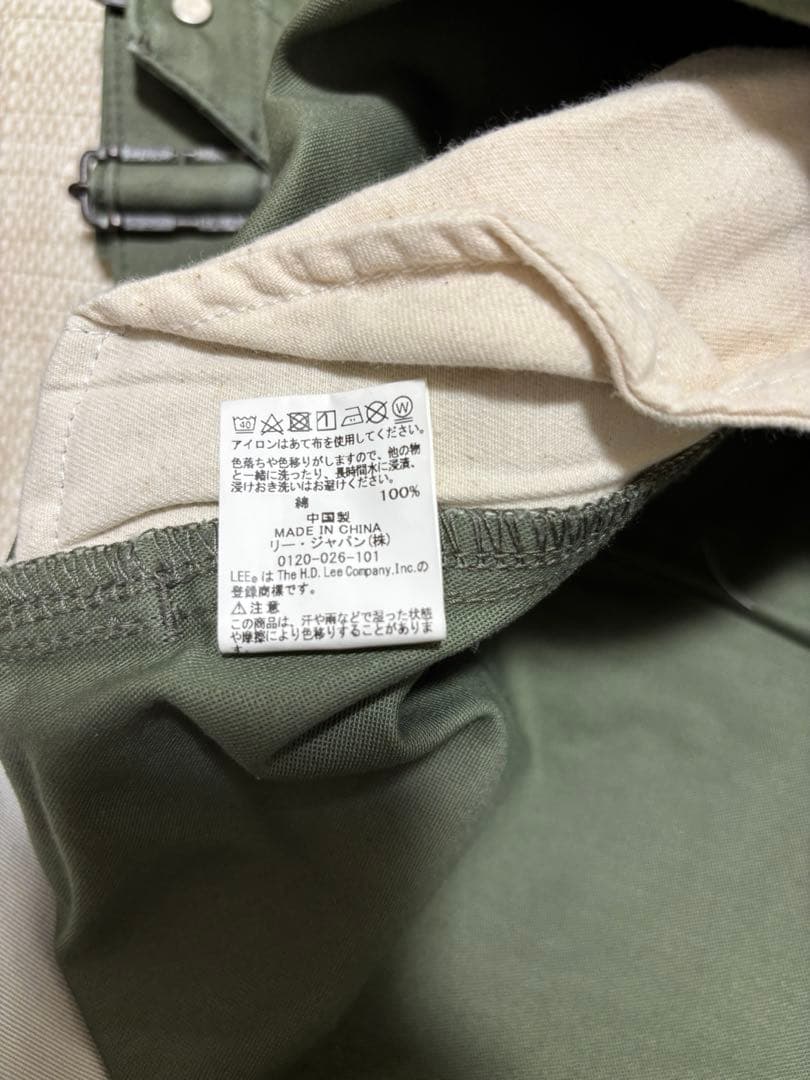 40 W
アイロンはあて布を使用してください。
色落ちや色移りがしますので、他の物
と一緒に洗ったり、長時間水に浸漬、
浸けおき洗いはお避けください。
綿 100%
中国製
MADE IN CHINA
リー・ジャパン(株)
0120-026-101
LEE®は The H.D. Lee Company, Inc.の
登録商標です。
⚠注意
この商品は、汗や雨などで湿った状態
や摩擦により色移りすることがありま
す。